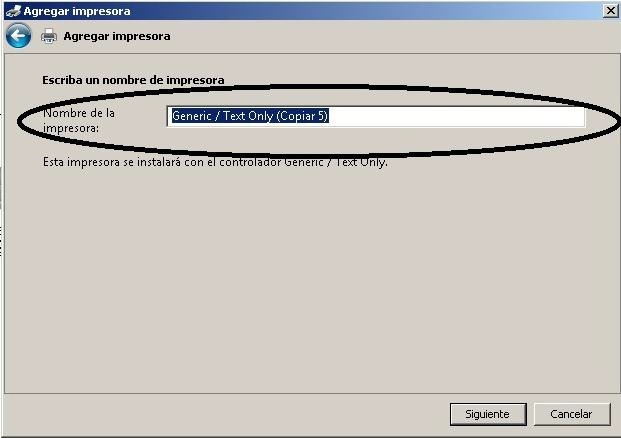 Agregar impresora
Agregar impresora
Escriba un nombre de impresora
Nombre de la
impresora:
Generic / Text Only (Copiar 5)
Esta impresora se instalará con el controlador Generic / Text Only.
Siguiente
Cancelar